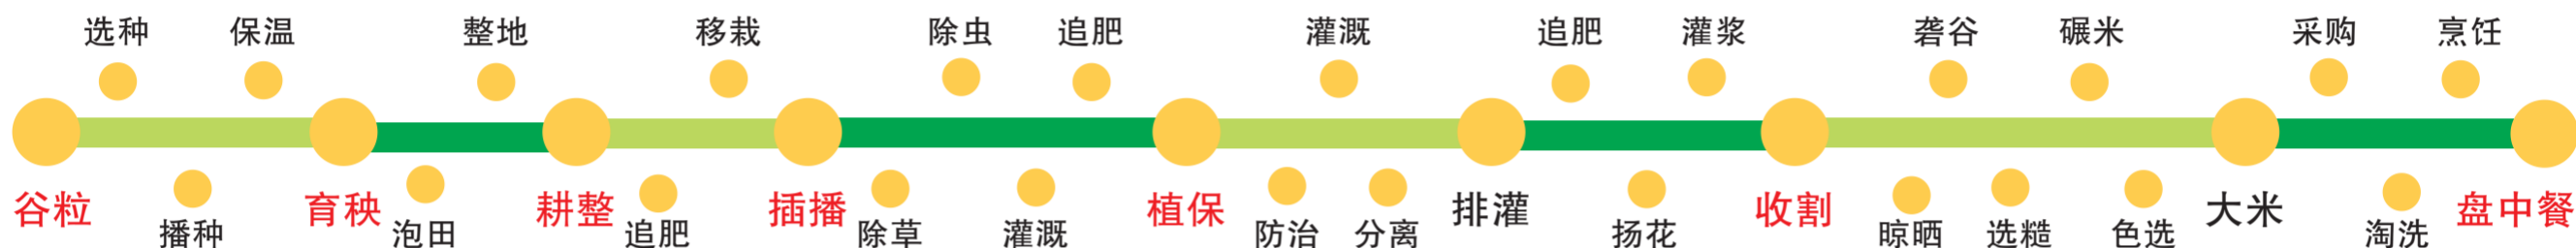 选种 保温 整地 移栽 除虫 追肥 灌溉 追肥 灌浆 砻谷 碾米 采购 烹饪
谷粒 育秧 耕整 插播 植保 排灌 收割 大米 盘中餐
播种 泡田 追肥 除草 灌溉 防治 分离 扬花 晾晒 选糙 色选 淘洗